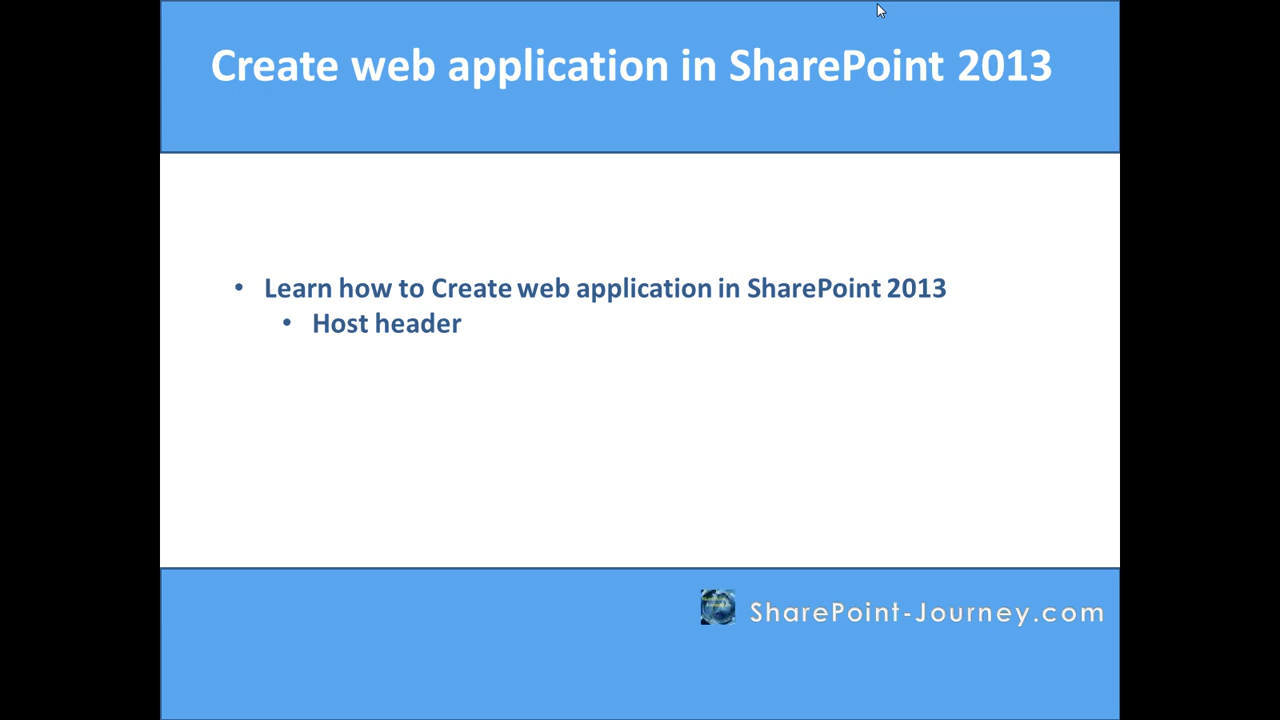 Create web application in SharePoint 2013
• Learn how to Create web application in SharePoint 2013
• Host header
SharePoint-Journey.com